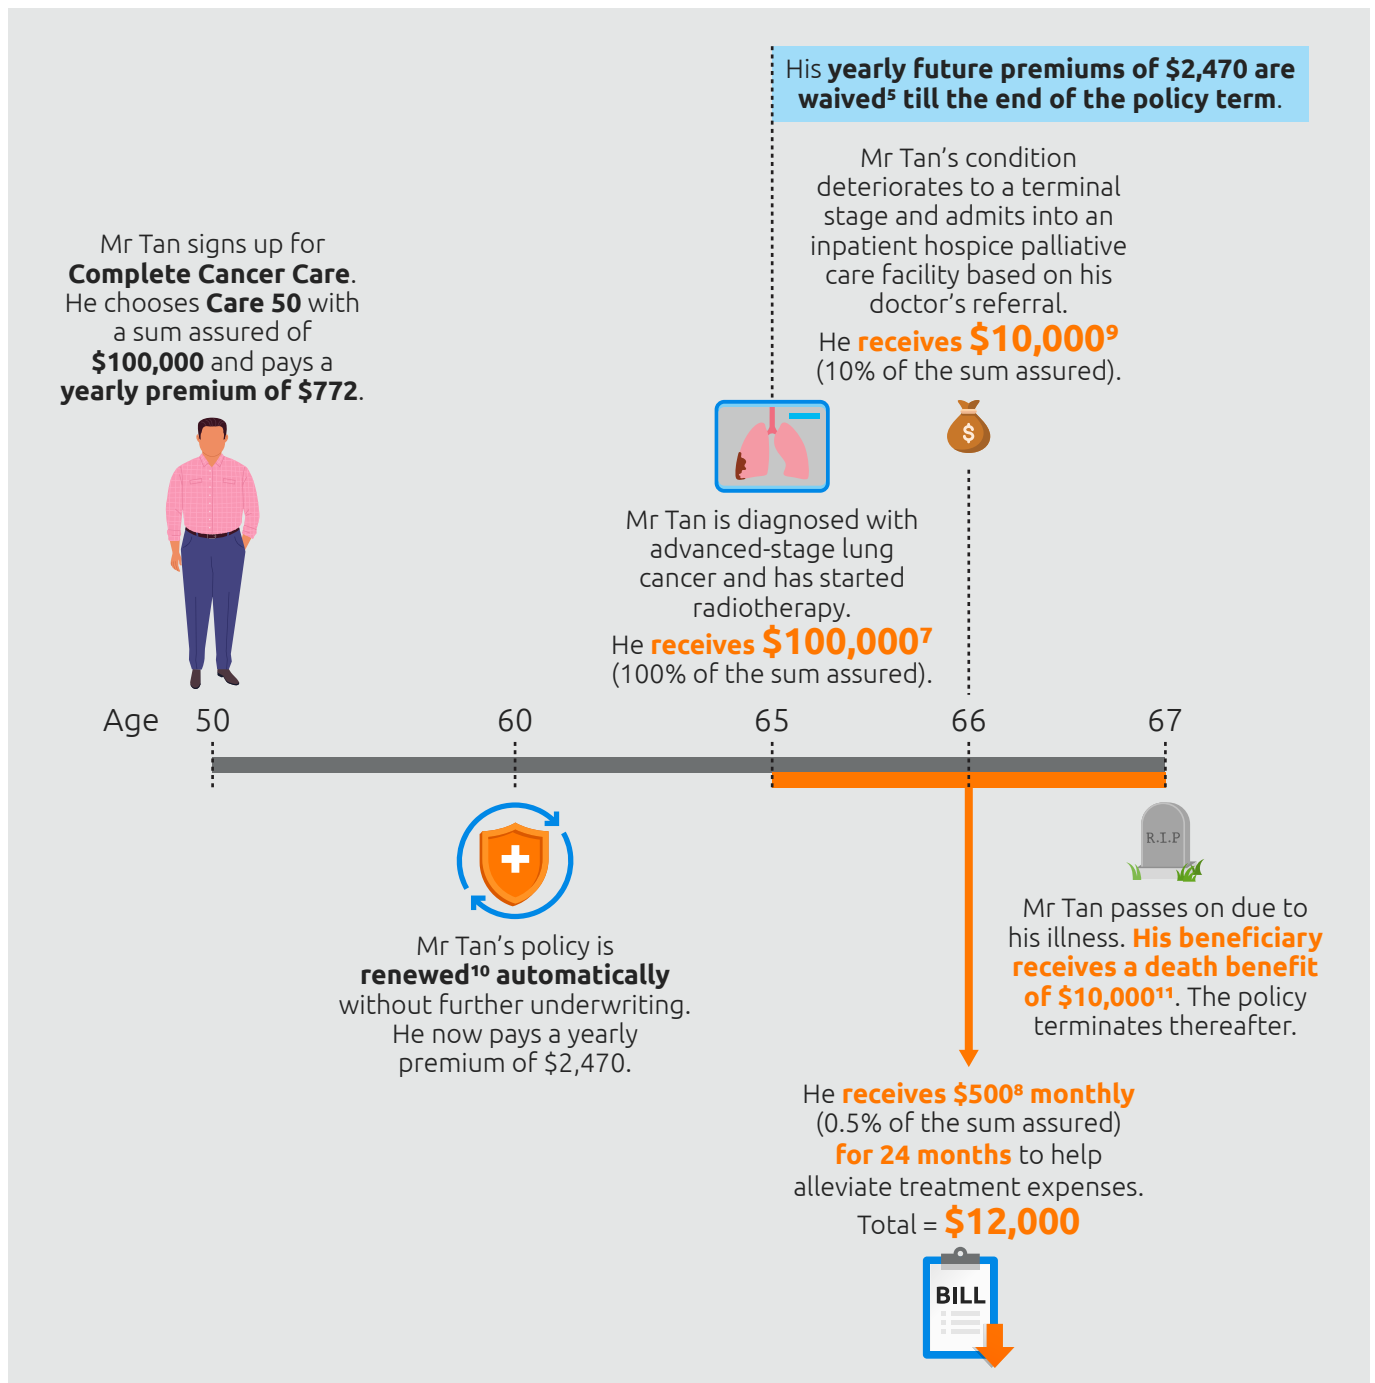 His yearly future premiums of $2,470 are
waived⁵ till the end of the policy term.
Mr Tan's condition
deteriorates to a terminal
stage and admits into an
inpatient hospice palliative
care facility based on his
doctor's referral.
He receives $10,000⁹
(10% of the sum assured).
Mr Tan signs up for
Complete Cancer Care.
He chooses Care 50 with
a sum assured of
$100,000 and pays a
yearly premium of $772.
$
Mr Tan is diagnosed with
advanced-stage lung
cancer and has started
radiotherapy.
He receives $100,000⁷
(100% of the sum assured).
Age 50 60 65 66 67
R.I.P
Mr Tan's policy is
renewed¹⁰ automatically
without further underwriting.
He now pays a yearly
premium of $2,470.
Mr Tan passes on due to
his illness. His beneficiary
receives a death benefit
of $10,000¹¹. The policy
terminates thereafter.
He receives $500⁸ monthly
(0.5% of the sum assured)
for 24 months to help
alleviate treatment expenses.
Total = $12,000
BILL